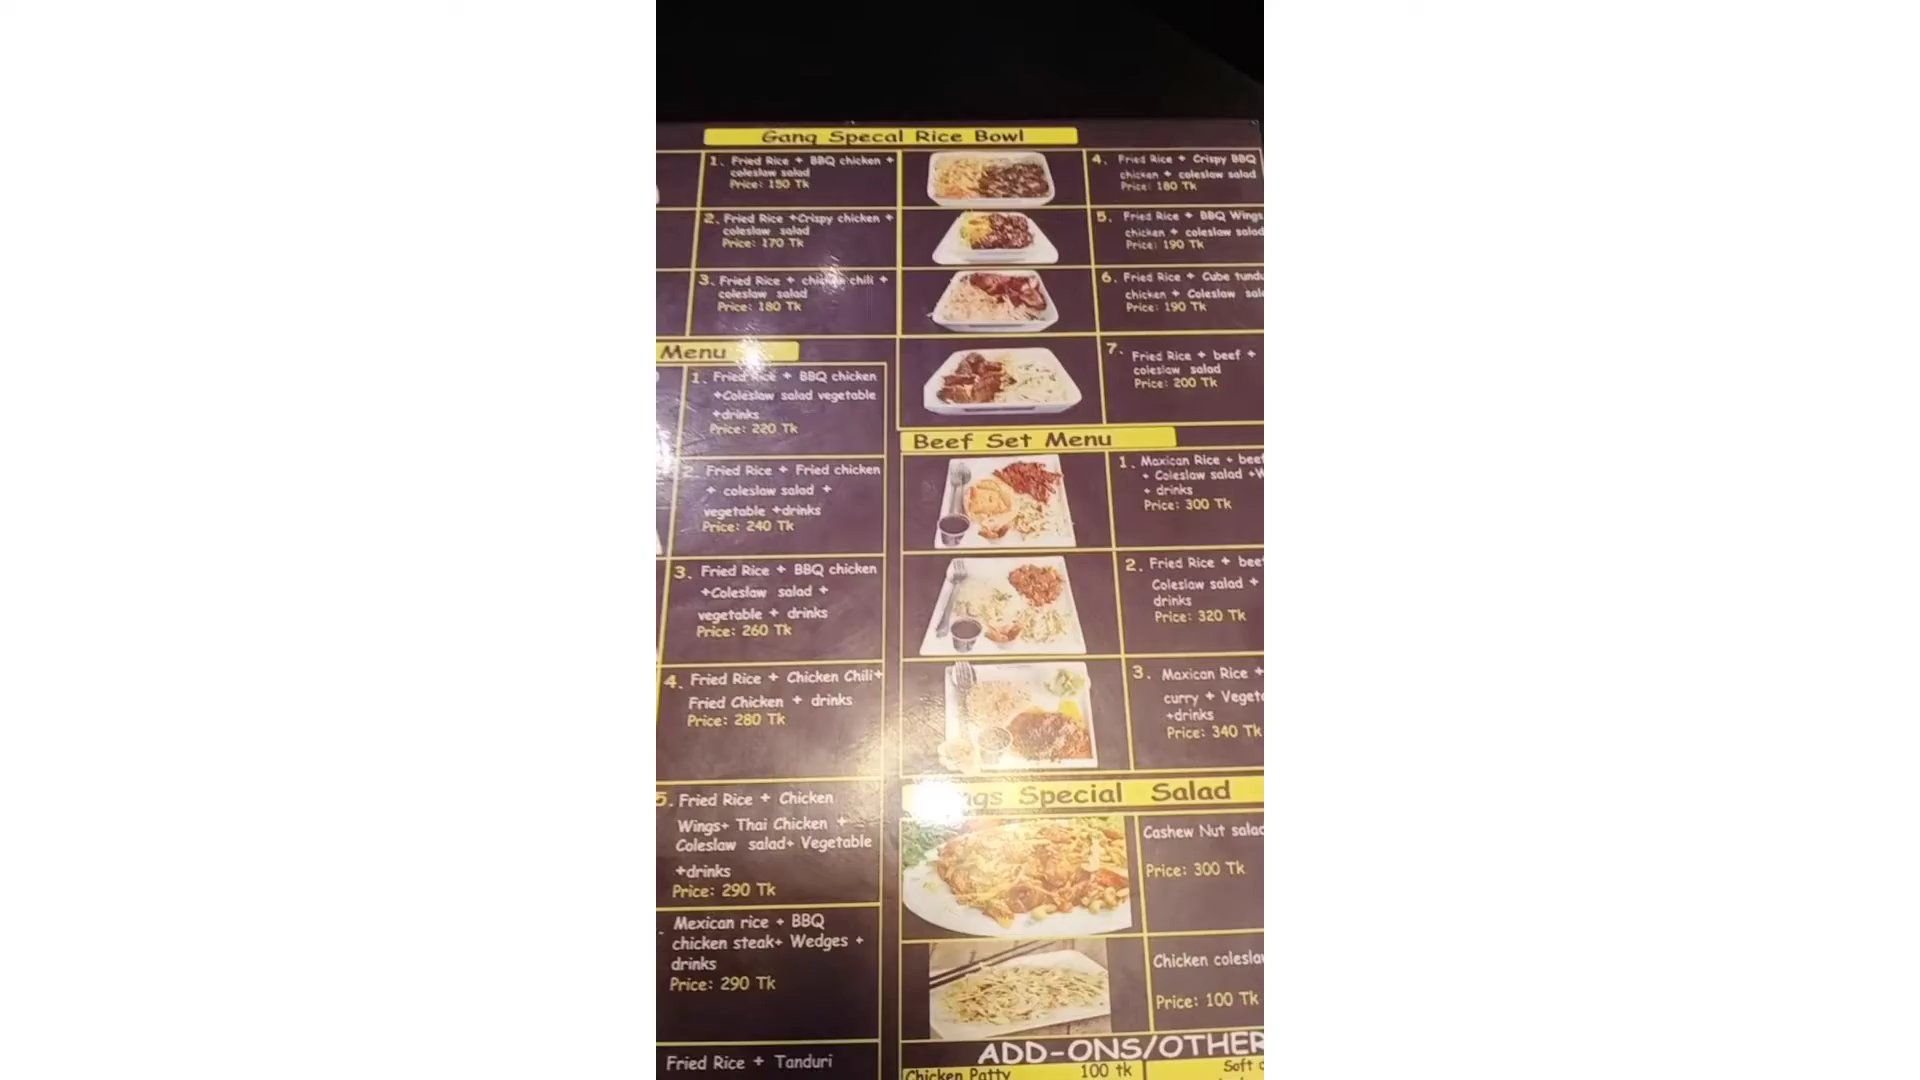 Gang Specal Rice Bowl
1. Fried Rice + BBQ chicken +
coleslaw salad
Price: 150 Tk
2. Fried Rice +Crispy chicken +
coleslaw salad
Price: 170 Tk
3. Fried Rice + chicken chili +
coleslaw salad
Price: 180 Tk
4. Fried Rice + Crispy BBQ
chicken + coleslaw salad
Price: 180 Tk
5. Fried Rice + BBQ Wings
chicken + coleslaw salad
Price: 190 Tk
6. Fried Rice + Cube
chicken + Coleslaw
Price: 190 Tk
7. Fried Rice + beef +
coleslaw salad
Price: 200 Tk
Menu
1. Fried Rice + BBQ chicken
+Coleslaw salad vegetable
+drinks
Price: 220 Tk
2. Fried Rice + Fried chicken
+ coleslaw salad +
vegetable +drinks
Price: 240 Tk
3. Fried Rice + BBQ chicken
+Coleslaw salad +
vegetable + drinks
Price: 260 Tk
4. Fried Rice + Chicken Chili+
Fried Chicken + drinks
Price: 280 Tk
5. Fried Rice + Chicken
Wings+ Thai Chicken +
Coleslaw salad+ Vegetable
+drinks
Price: 290 Tk
Mexican rice + BBQ
chicken steak+ Wedges +
drinks
Price: 290 Tk
Fried Rice + Tanduri
Beef Set Menu
1. Maxican Rice + beef
+ Coleslaw salad +
+ drinks
Price: 300 Tk
2. Fried Rice + beef
Coleslaw salad +
drinks
Price: 320 Tk
3. Maxican Rice +
curry +
+drinks
Price: 340 Tk
Special Salad
Cashew Nut salad
Price: 300 Tk
Chicken
Price: 100 Tk
ADD-ONS/OTHER
Chicken Patty 100 tk
Soft